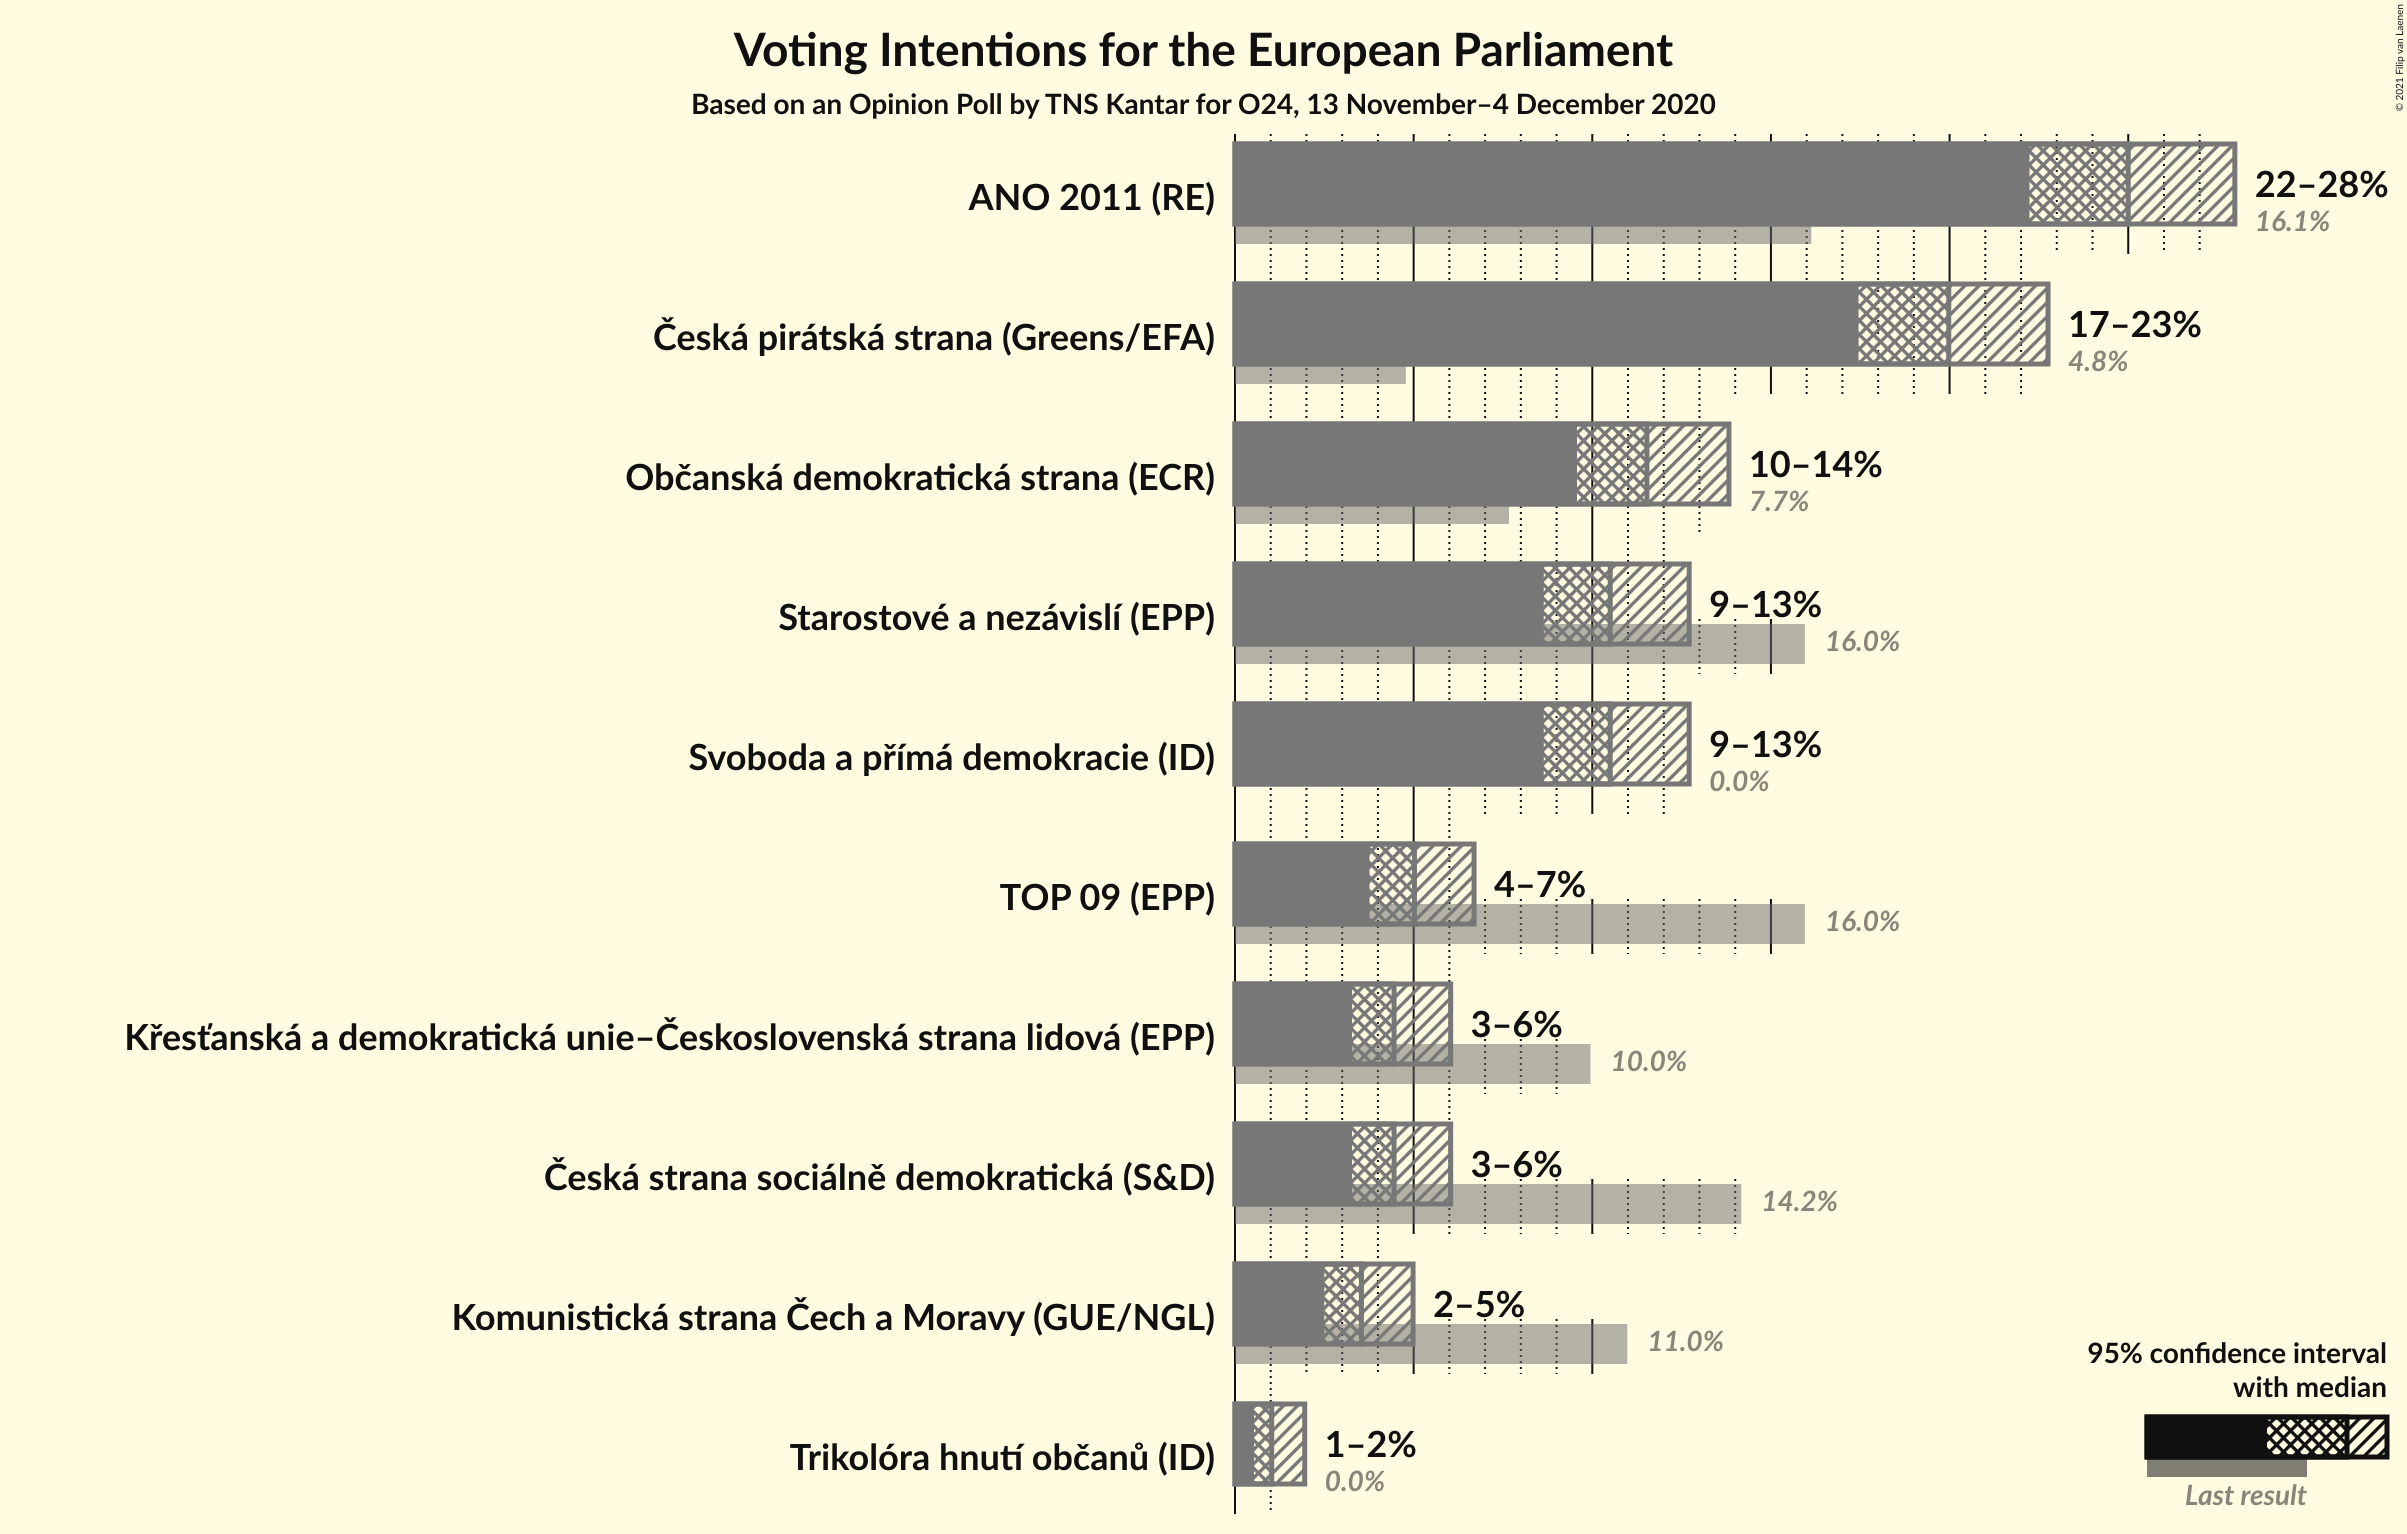 Voting Intentions for the European Parliament
Based on an Opinion Poll by TNS Kantar for O24, 13 November–4 December 2020
© 2021 Filip van Laenen
ANO 2011 (RE)
22–28%
16.1%
Česká pirátská strana (Greens/EFA)
17–23%
4.8%
Občanská demokratická strana (ECR)
10–14%
7.7%
Starostové a nezávislí (EPP)
9–13%
16.0%
Svoboda a přímá demokracie (ID)
9–13%
0.0%
TOP 09 (EPP)
4–7%
16.0%
Křesťanská a demokratická unie–Československá strana lidová (EPP)
3–6%
10.0%
Česká strana sociálně demokratická (S&D)
3–6%
14.2%
Komunistická strana Čech a Moravy (GUE/NGL)
2–5%
11.0%
Trikolóra hnutí občanů (ID)
1–2%
0.0%
95% confidence interval
with median
Last result